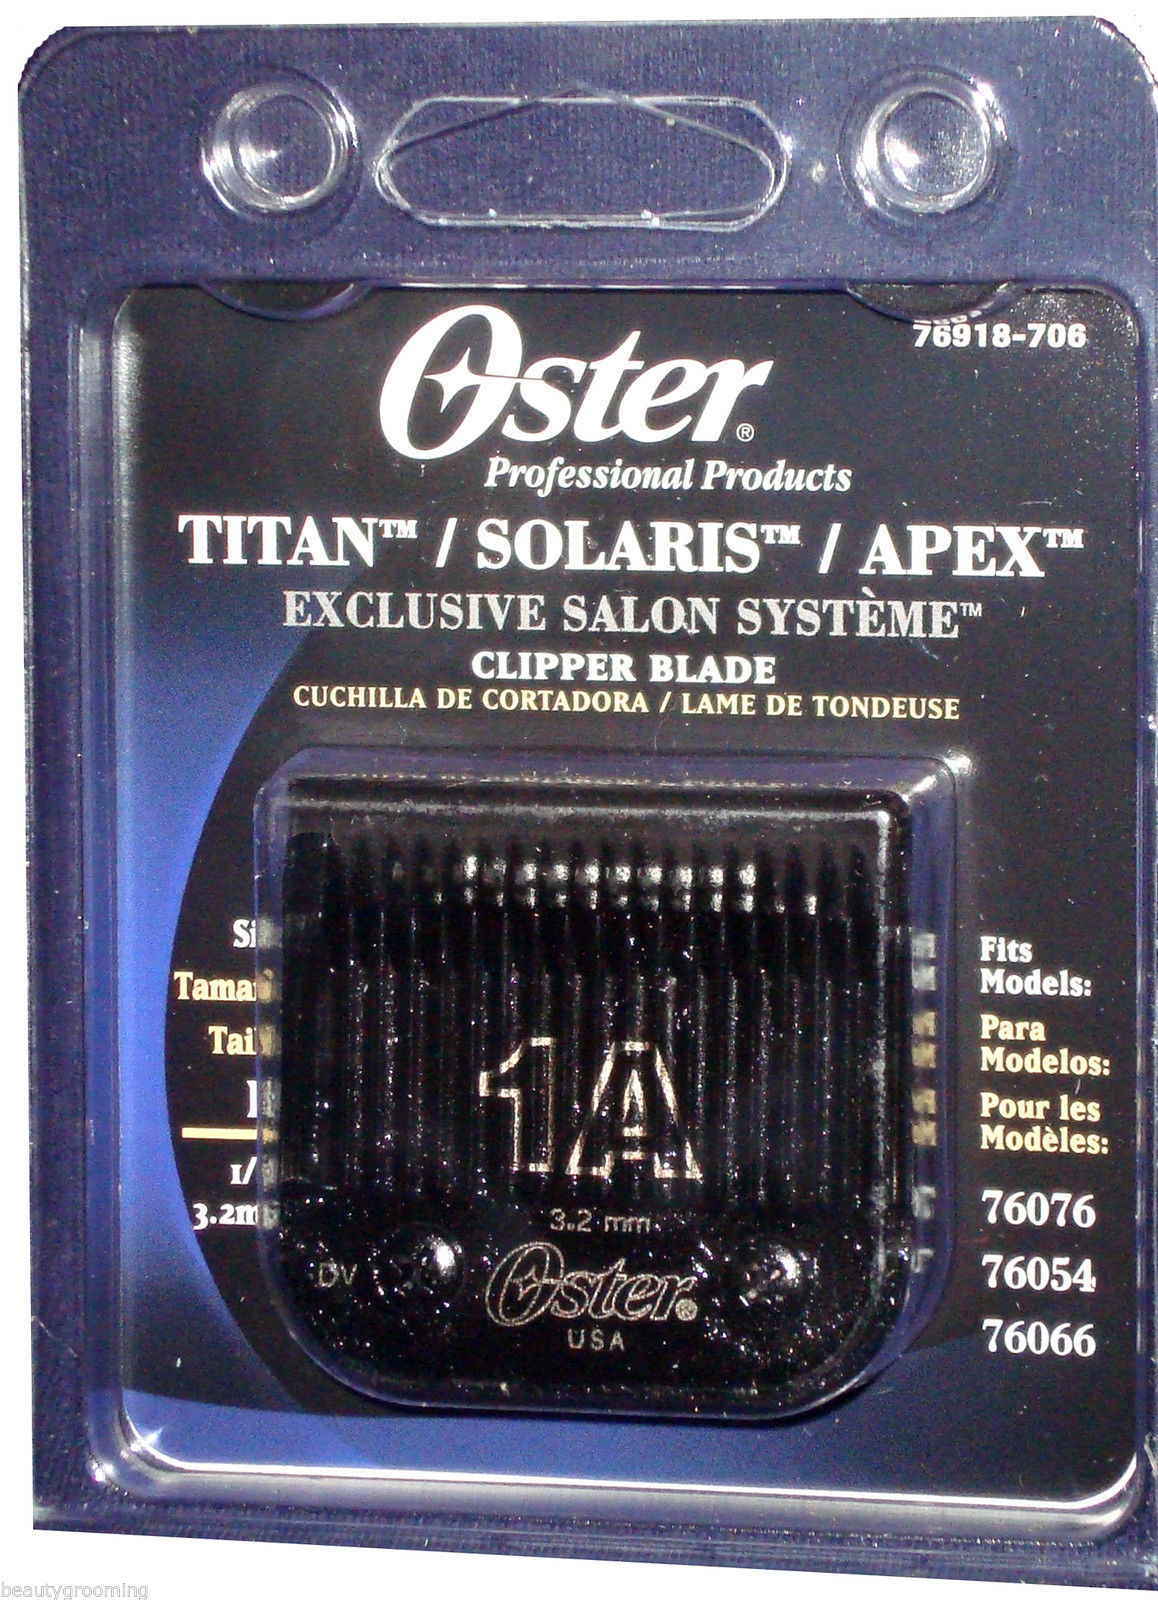 76918-706
Oster®
Professional Products
TITAN™ / SOLARIS™ / APEX™
EXCLUSIVE SALON SYSTÈME™
CLIPPER BLADE
CUCHILLA DE CORTADORA / LAME DE TONDEUSE
Fits
Models:
Para
Modelos:
Pour les
Modèles:
76076
76054
76066
1A
3.2 mm
DV
Oster®
USA
beautygrooming